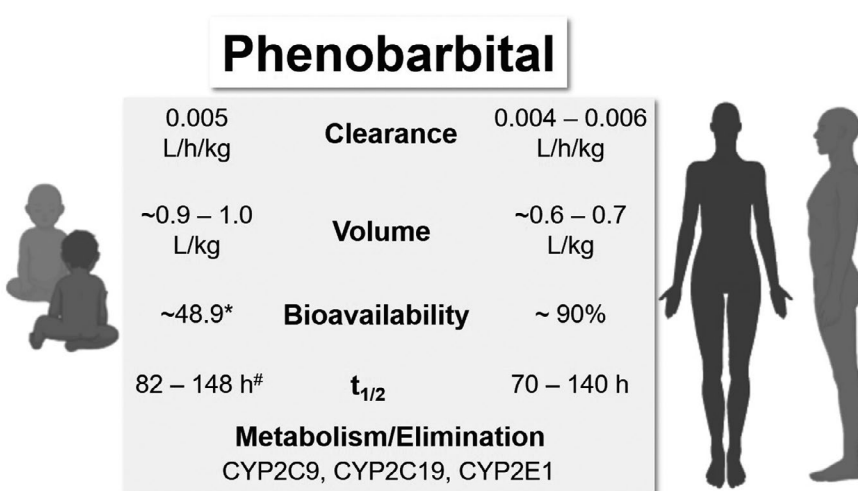 Phenobarbital
0.005
L/h/kg
Clearance
0.004 – 0.006
L/h/kg
~0.9 – 1.0
L/kg
Volume
~0.6 – 0.7
L/kg
~48.9*
Bioavailability
~ 90%
82 – 148 h#
t1/2
70 – 140 h
Metabolism/Elimination
CYP2C9, CYP2C19, CYP2E1